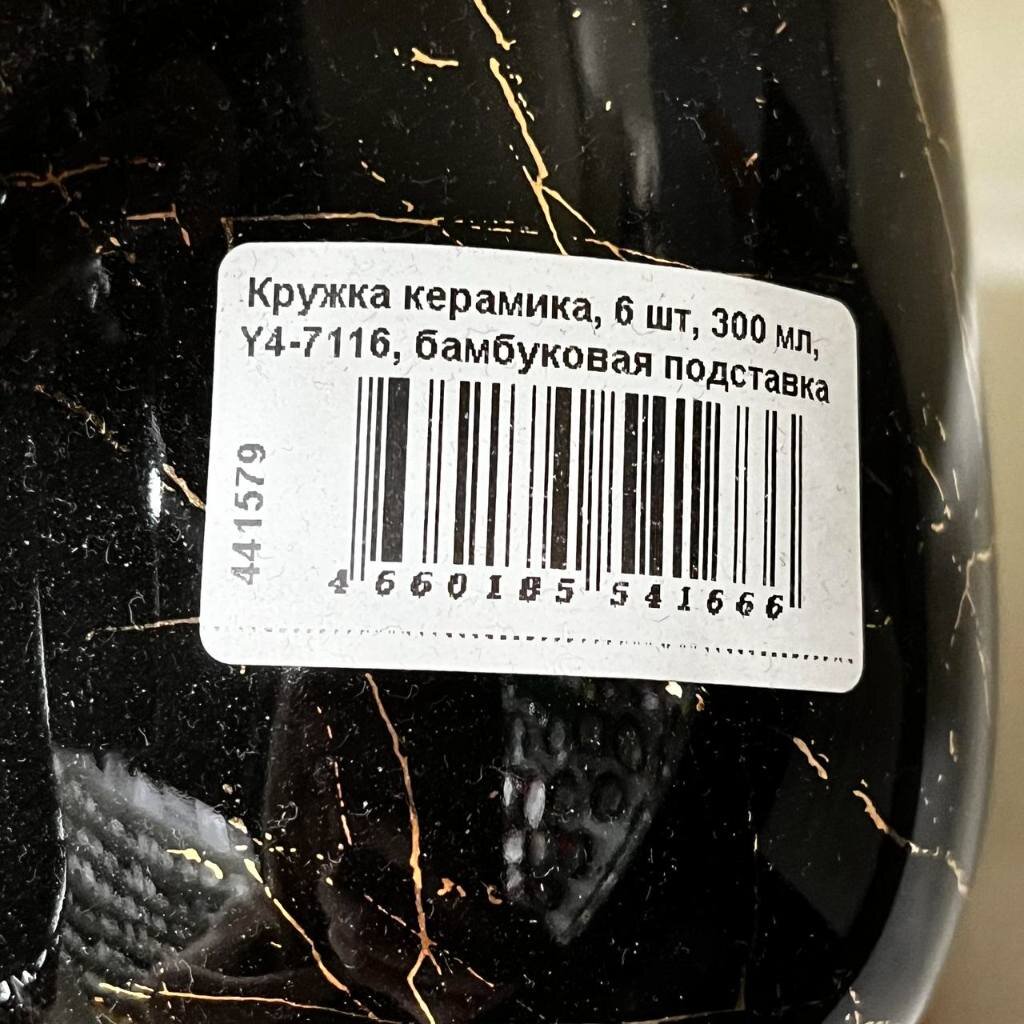 Кружка керамика, 6 шт, 300 мл,
Y4-7116, бамбуковая подставка
441579
4 660185 541666